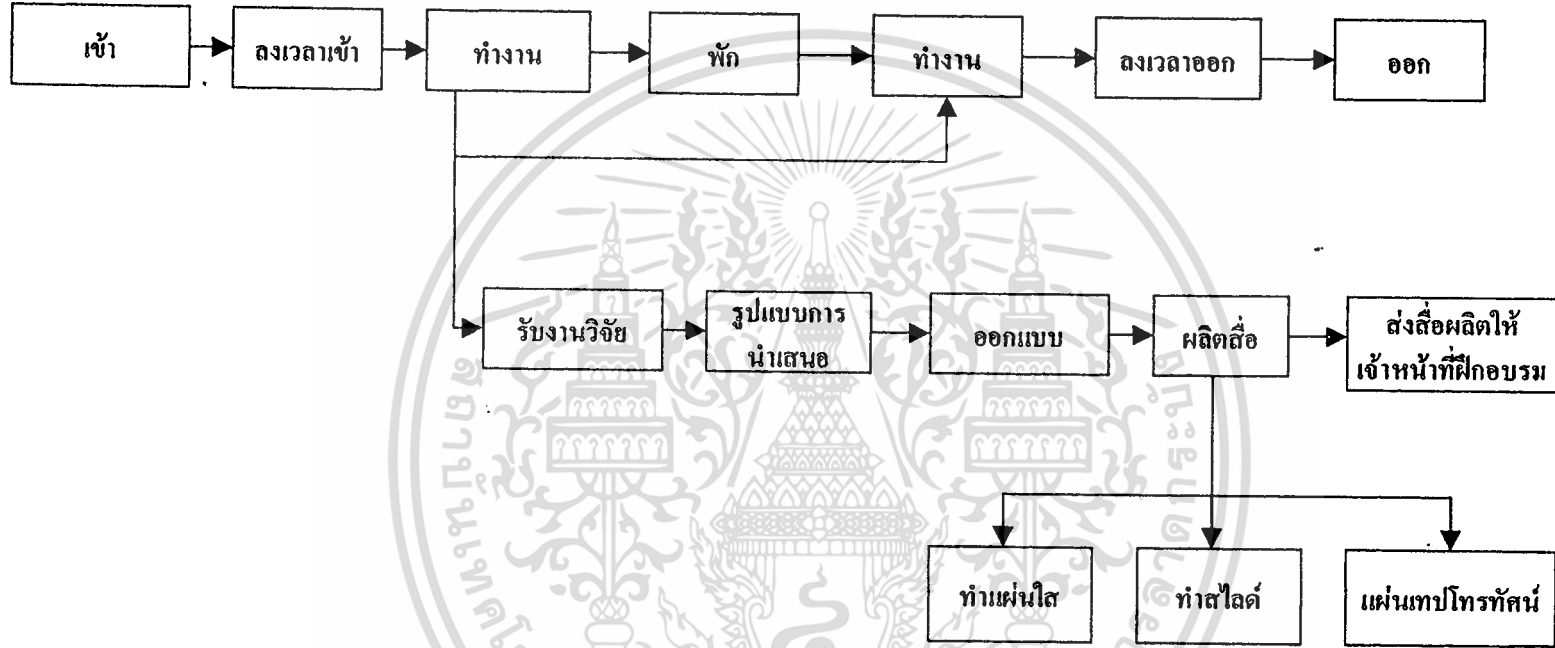 เข้า
ลงเวลาเข้า
ทำงาน
พัก
ทำงาน
ลงเวลาออก
ออก
รับงานวิจัย
รูปแบบการ
นำเสนอ
ออกแบบ
ผลิตสื่อ
ส่งสื่อผลิตให้
เจ้าหน้าที่ฝึกอบรม
ทำแผ่นใส
ทำสไลด์
แผ่นเทปโทรทัศน์